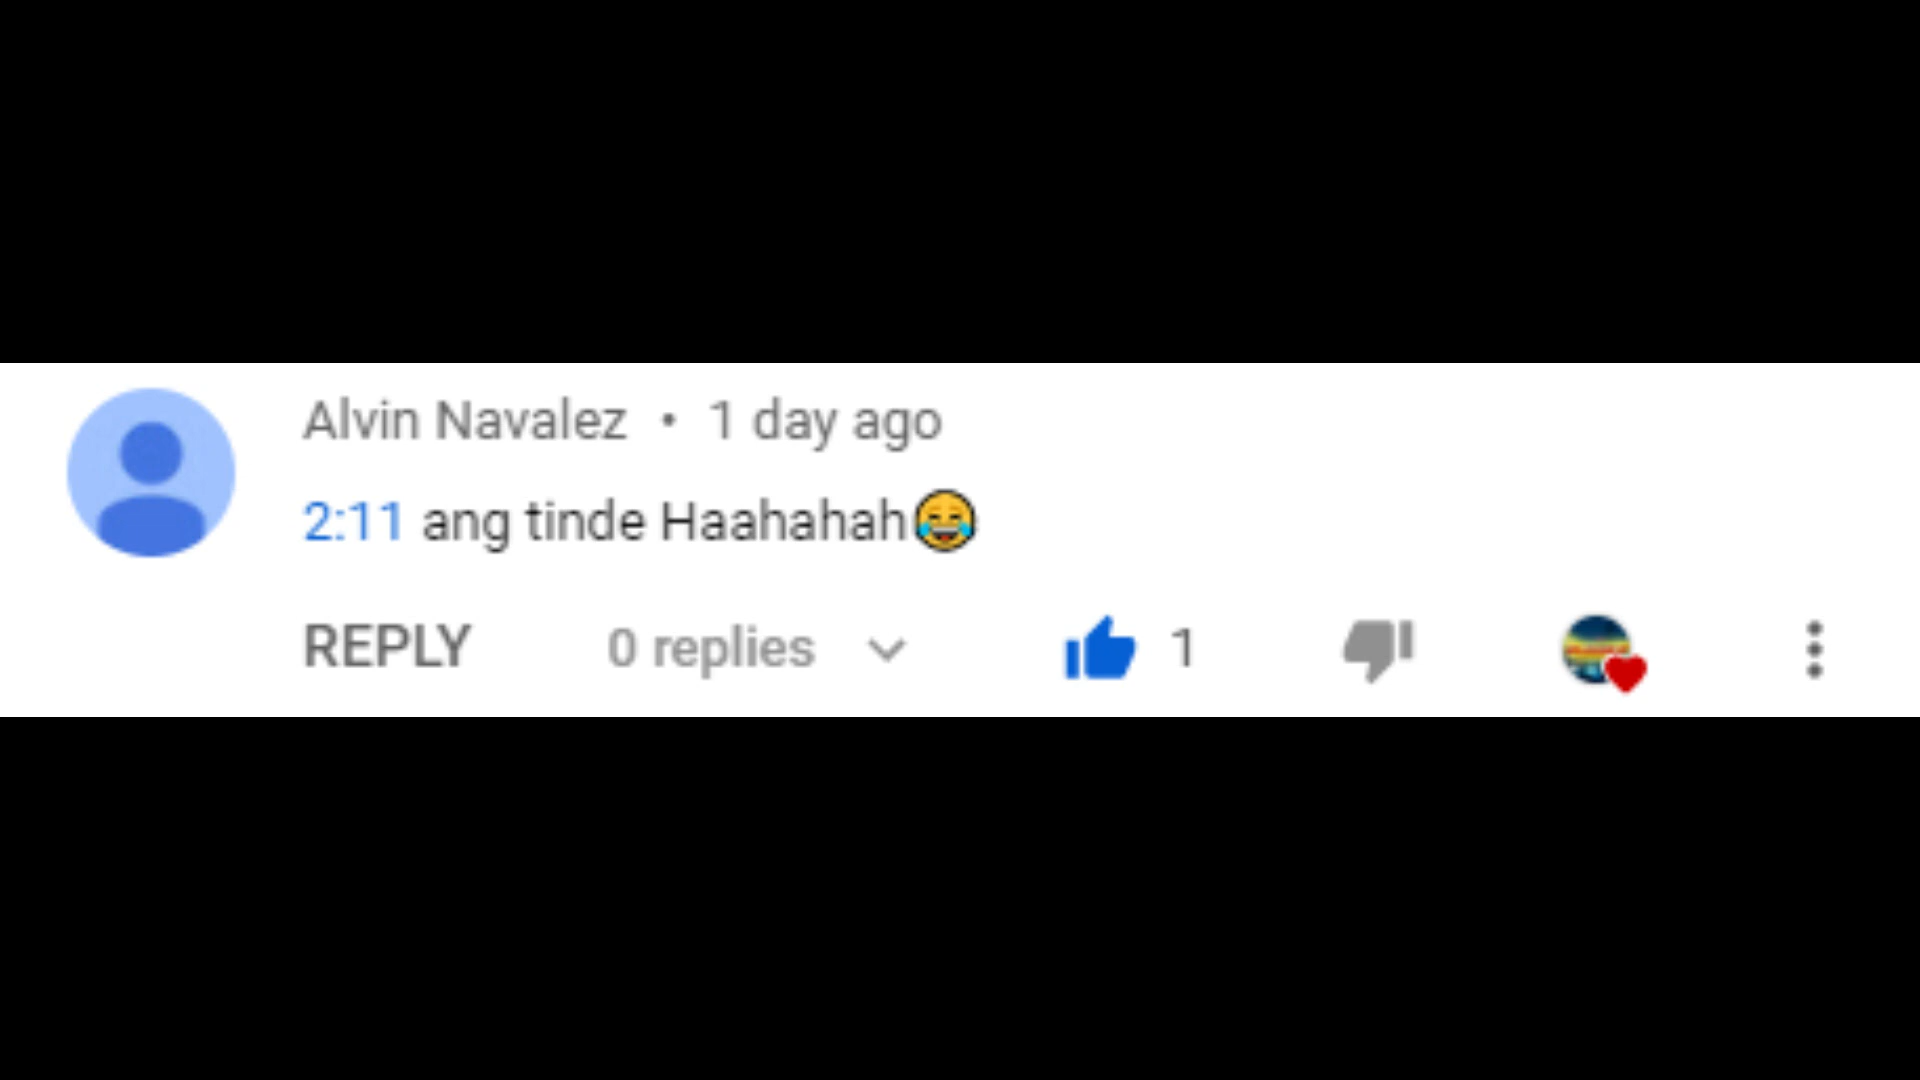 Alvin Navalez • 1 day ago
2:11 ang tinde Haahahah😂
REPLY 0 replies 1